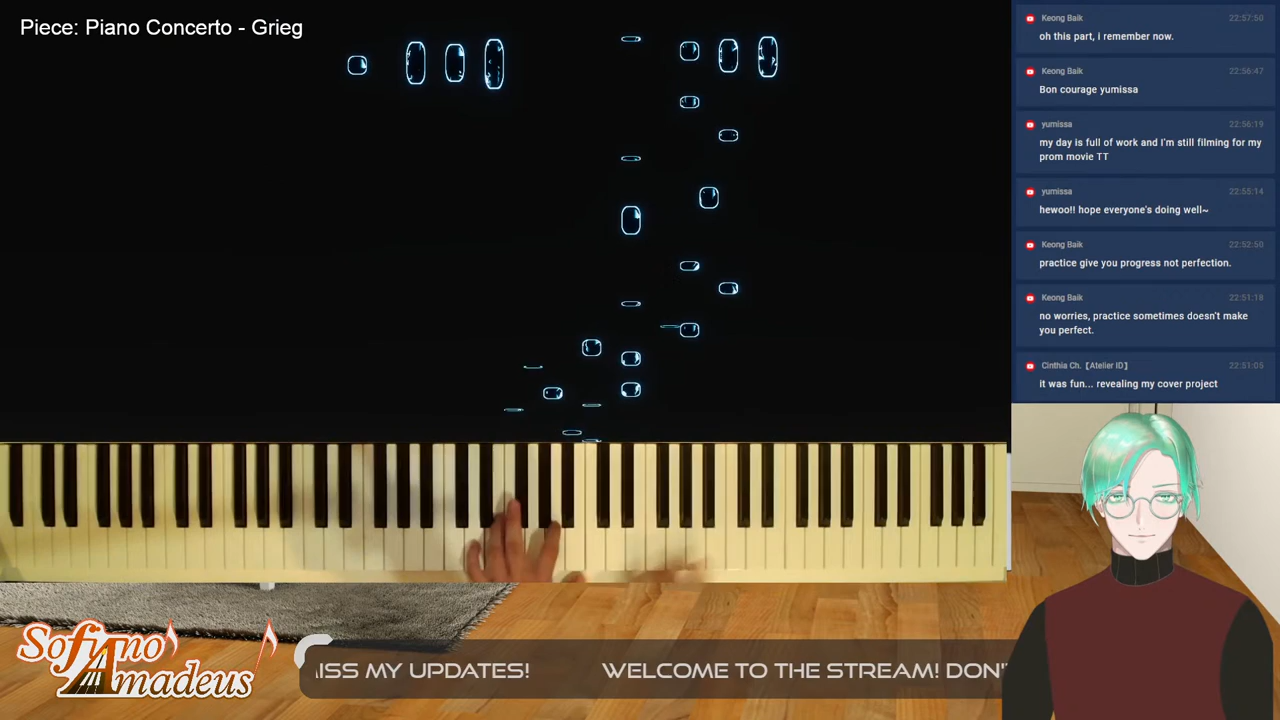 Piece: Piano Concerto - Grieg
Keong Baik 22:57:50
oh this part, i remember now.
Keong Baik 22:56:47
Bon courage yumissa
yumissa 22:56:19
my day is full of work and I'm still filming for my
prom movie TT
yumissa 22:55:14
hewoo!! hope everyone's doing well~
Keong Baik 22:52:50
practice give you progress not perfection.
Keong Baik 22:51:18
no worries, practice sometimes doesn't make
you perfect.
Cinthia Ch.【Atelier ID】 22:51:05
it was fun... revealing my cover project
Sofiano
Amadeus
ISS MY UPDATES! WELCOME TO THE STREAM! DON'